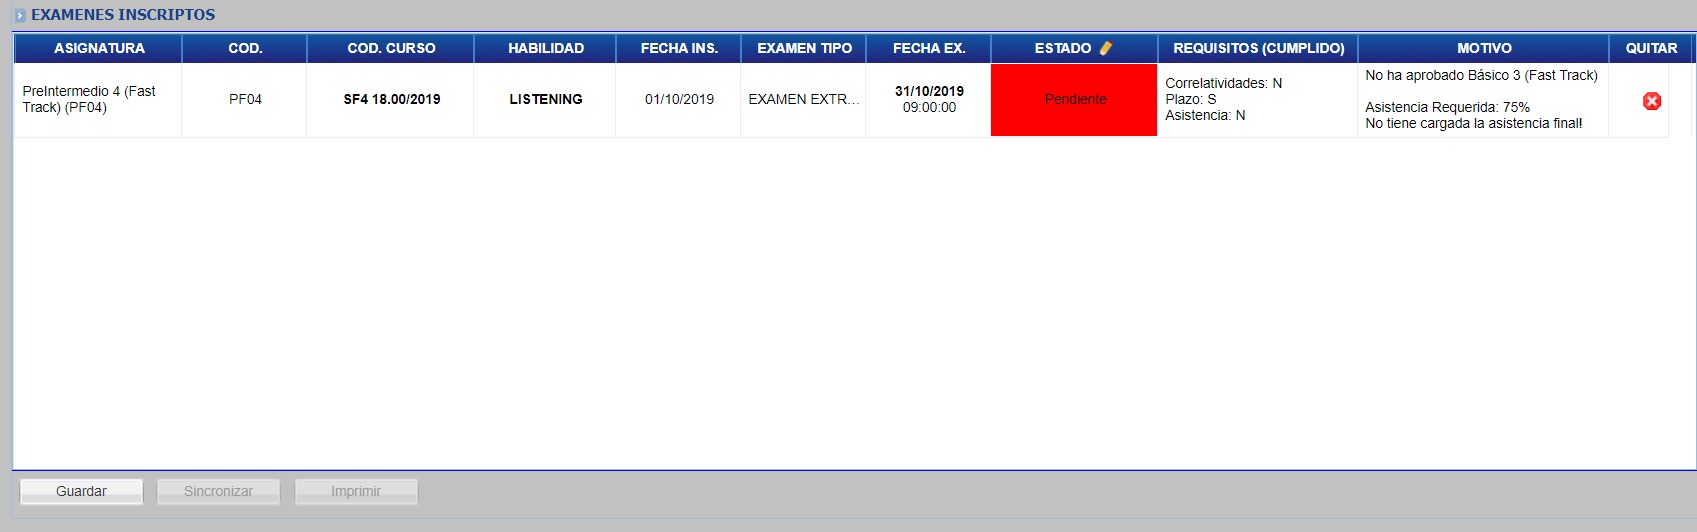 EXAMENES INSCRIPTOS
ASIGNATURA COD. COD. CURSO HABILIDAD FECHA INS. EXAMEN TIPO FECHA EX. ESTADO REQUISITOS (CUMPLIDO) MOTIVO QUITAR
PreIntermedio 4 (Fast
Track) (PF04)
PF04
SF4 18.00/2019
LISTENING
01/10/2019
EXAMEN EXTR...
31/10/2019
09:00:00
Pendiente
Correlatividades: N
Plazo: S
Asistencia: N
No ha aprobado Básico 3 (Fast Track)
Asistencia Requerida: 75%
No tiene cargada la asistencia final!
Guardar Sincronizar Imprimir